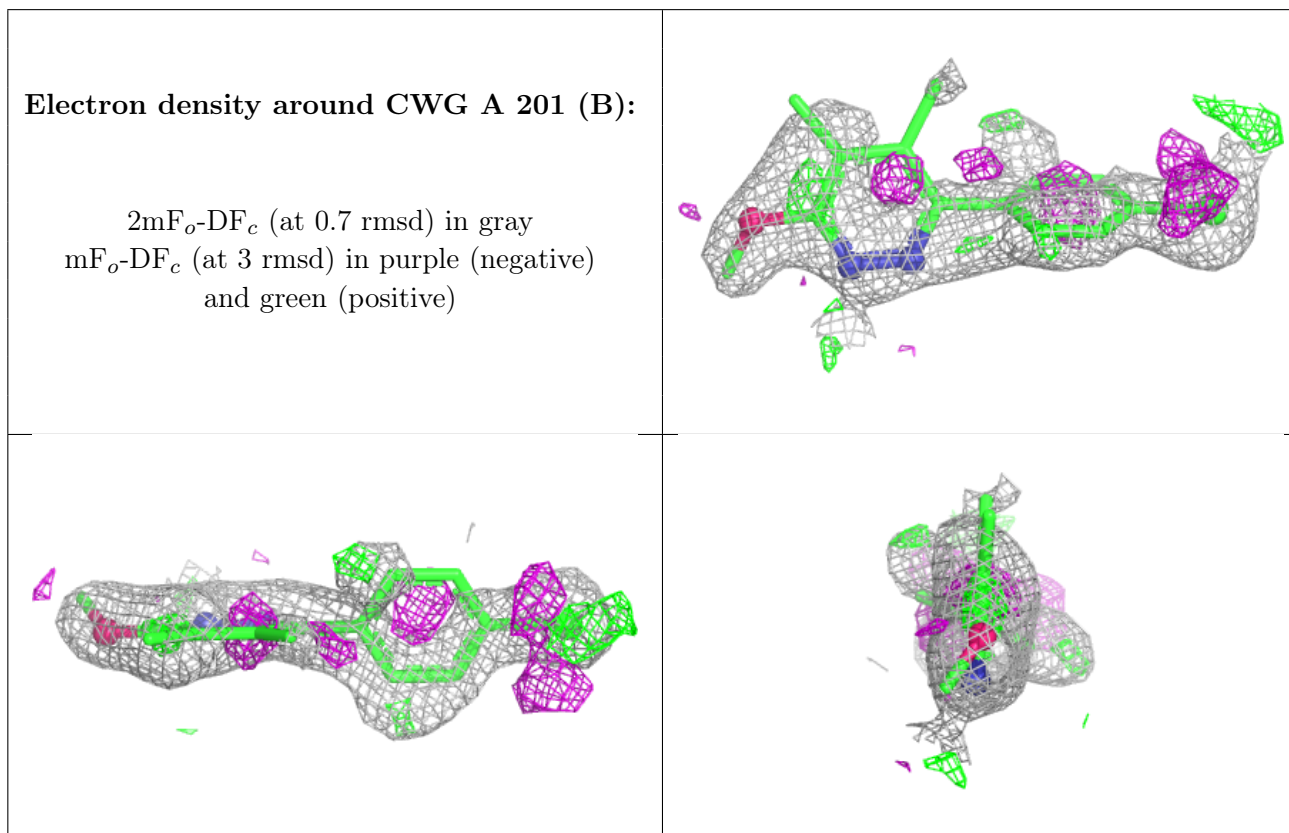 Electron density around CWG A 201 (B):
2mFo-DFc (at 0.7 rmsd) in gray
mFo-DFc (at 3 rmsd) in purple (negative)
and green (positive)